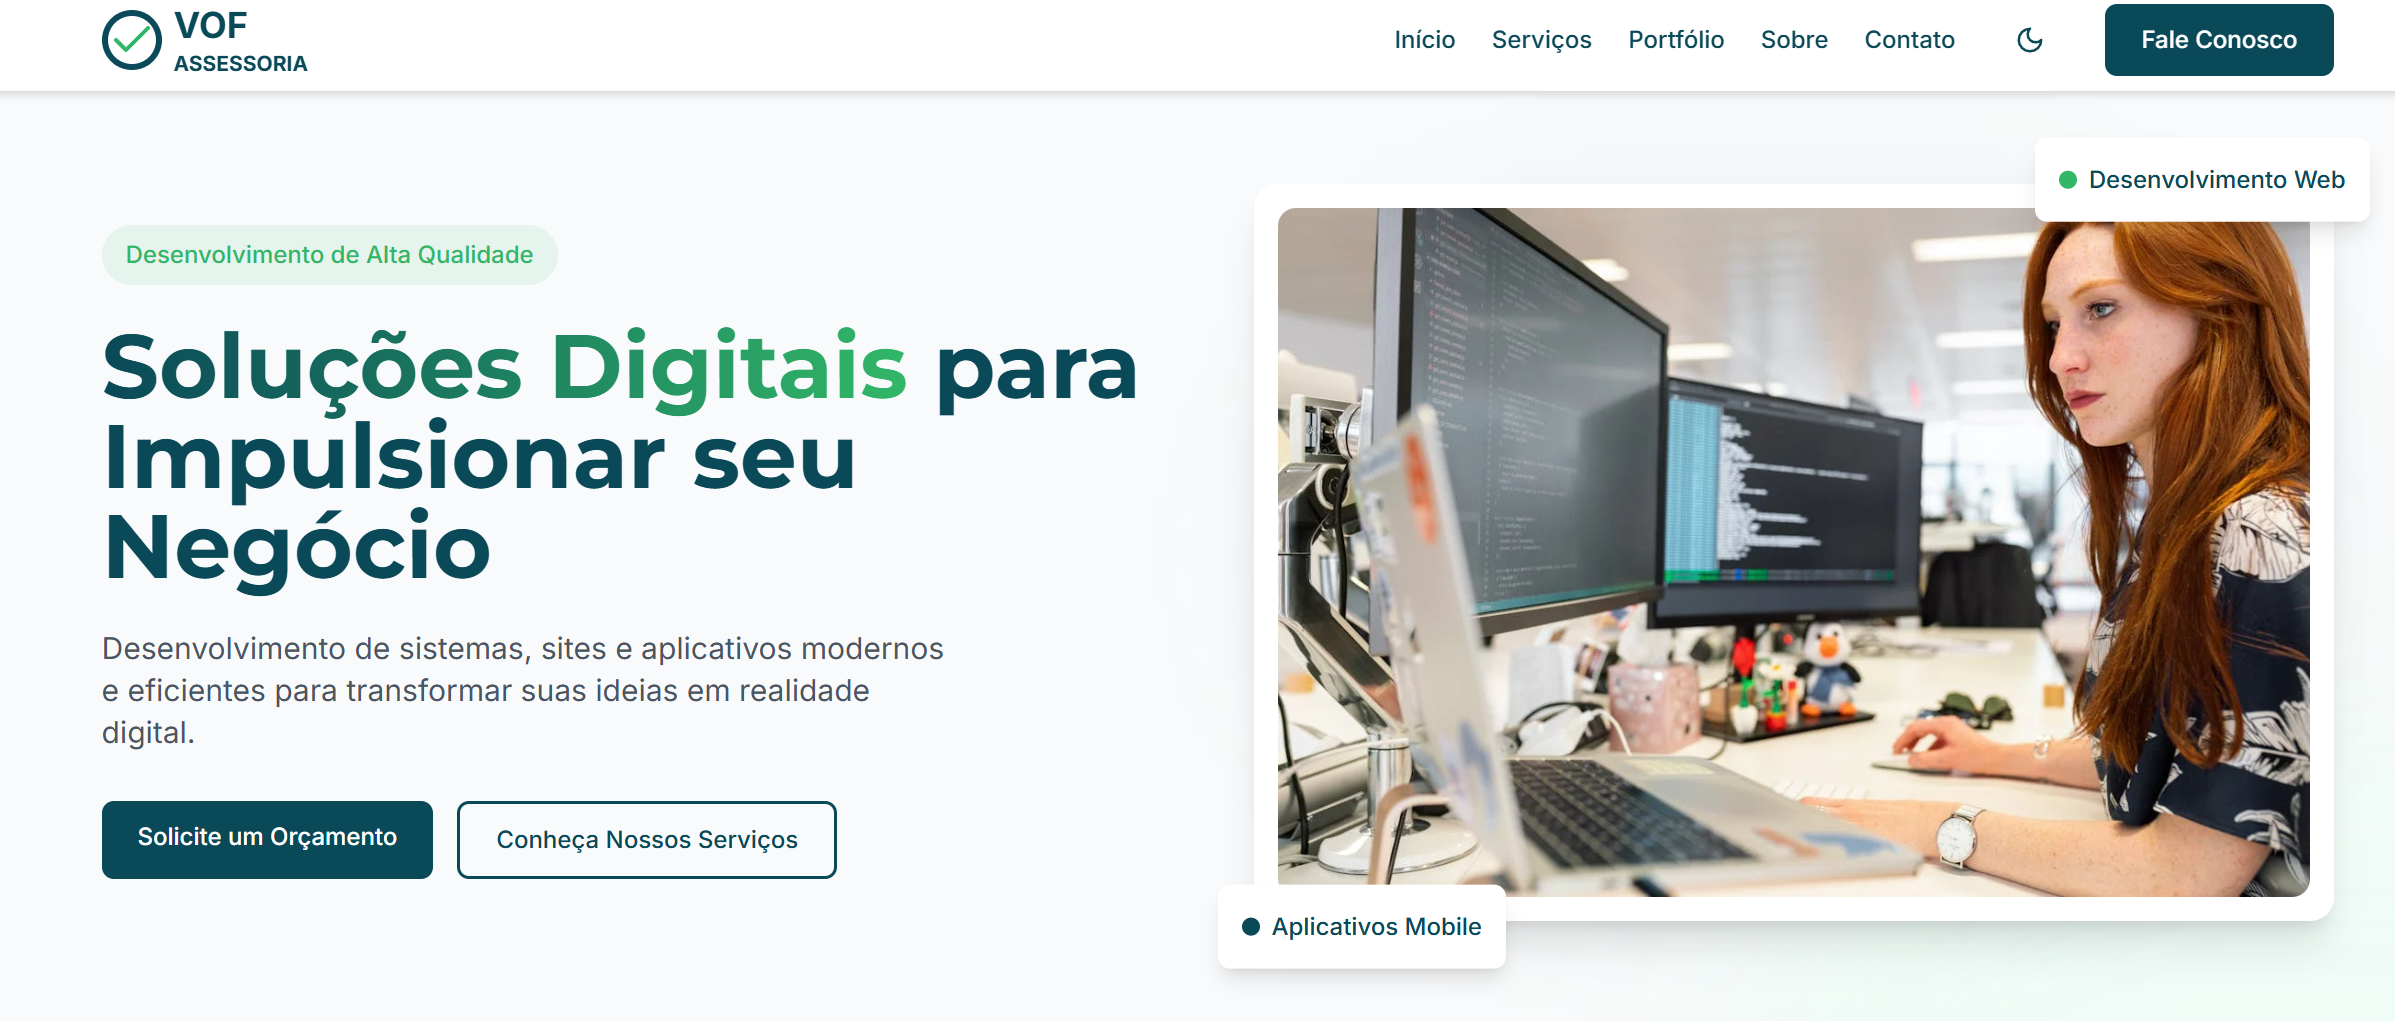 VOF
ASSESSORIA
Início Serviços Portfólio Sobre Contato Fale Conosco
Desenvolvimento Web
Desenvolvimento de Alta Qualidade
Soluções Digitais para
Impulsionar seu
Negócio
Desenvolvimento de sistemas, sites e aplicativos modernos
e eficientes para transformar suas ideias em realidade
digital.
Solicite um Orçamento
Conheça Nossos Serviços
Aplicativos Mobile